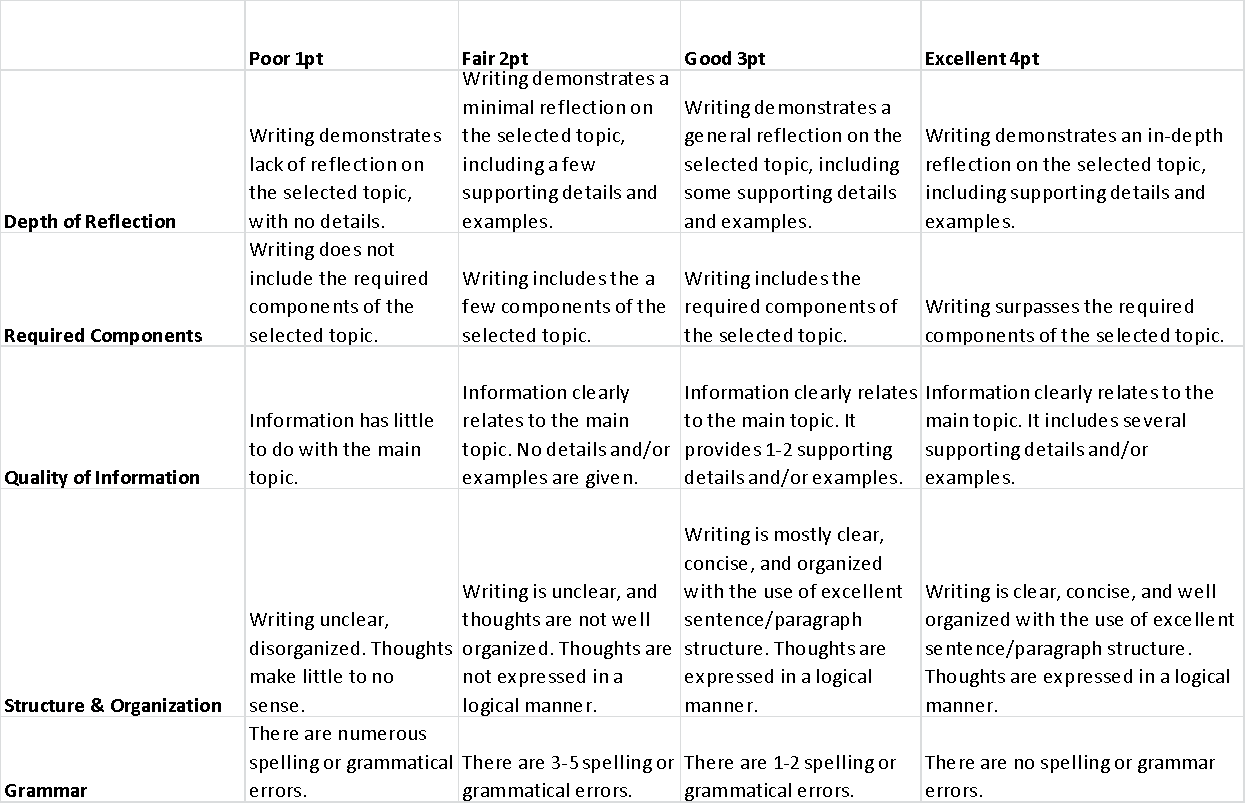 Poor 1pt Fair 2pt Good 3pt Excellent 4pt
Depth of Reflection
Writing demonstrates
lack of reflection on
the selected topic,
with no details.
Writing demonstrates a
minimal reflection on
the selected topic,
including a few
supporting details and
examples.
Writing demonstrates a
general reflection on the
selected topic, including
some supporting details
and examples.
Writing demonstrates an in-depth
reflection on the selected topic,
including supporting details and
examples.
Required Components
Writing does not
include the required
components of the
selected topic.
Writing includes the a
few components of the
selected topic.
Writing includes the
required components of
the selected topic.
Writing surpasses the required
components of the selected topic.
Quality of Information
Information has little
to do with the main
topic.
Information clearly
relates to the main
topic. No details and/or
examples are given.
Information clearly relates
to the main topic. It
provides 1-2 supporting
details and/or examples.
Information clearly relates to the
main topic. It includes several
supporting details and/or
examples.
Structure & Organization
Writing unclear,
disorganized. Thoughts
make little to no
sense.
Writing is unclear, and
thoughts are not well
organized. Thoughts are
not expressed in a
logical manner.
Writing is mostly clear,
concise, and organized
with the use of excellent
sentence/paragraph
structure. Thoughts are
expressed in a logical
manner.
Writing is clear, concise, and well
organized with the use of excellent
sentence/paragraph structure.
Thoughts are expressed in a logical
manner.
Grammar
There are numerous
spelling or grammatical
errors.
There are 3-5 spelling or
grammatical errors.
There are 1-2 spelling or
grammatical errors.
There are no spelling or grammar
errors.